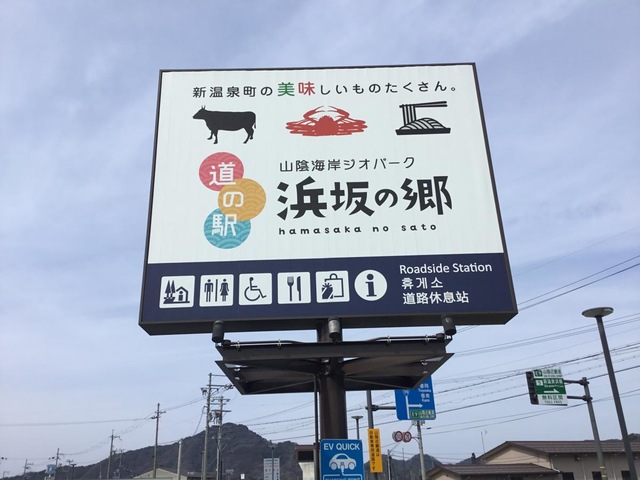 新温泉町の美味しいものたくさん。
道の駅
山陰海岸ジオパーク
浜坂の郷
hamasaka no sato
Roadside Station
휴게소
道路休息站
EV QUICK